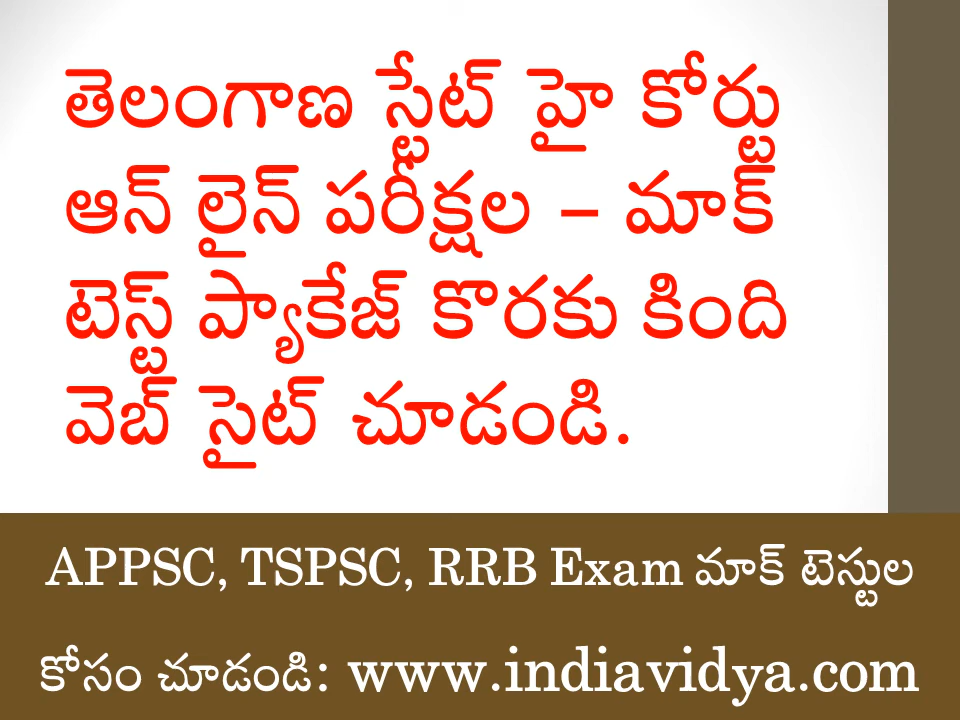 తెలంగాణ స్టేట్ హై కోర్టు
ఆన్ లైన్ పరీక్షల – మాక్
టెస్ట్ ప్యాకేజ్ కొరకు కింది
వెబ్ సైట్ చూడండి.
APPSC, TSPSC, RRB Exam మాక్ టెస్టుల
కోసం చూడండి: www.indiavidya.com